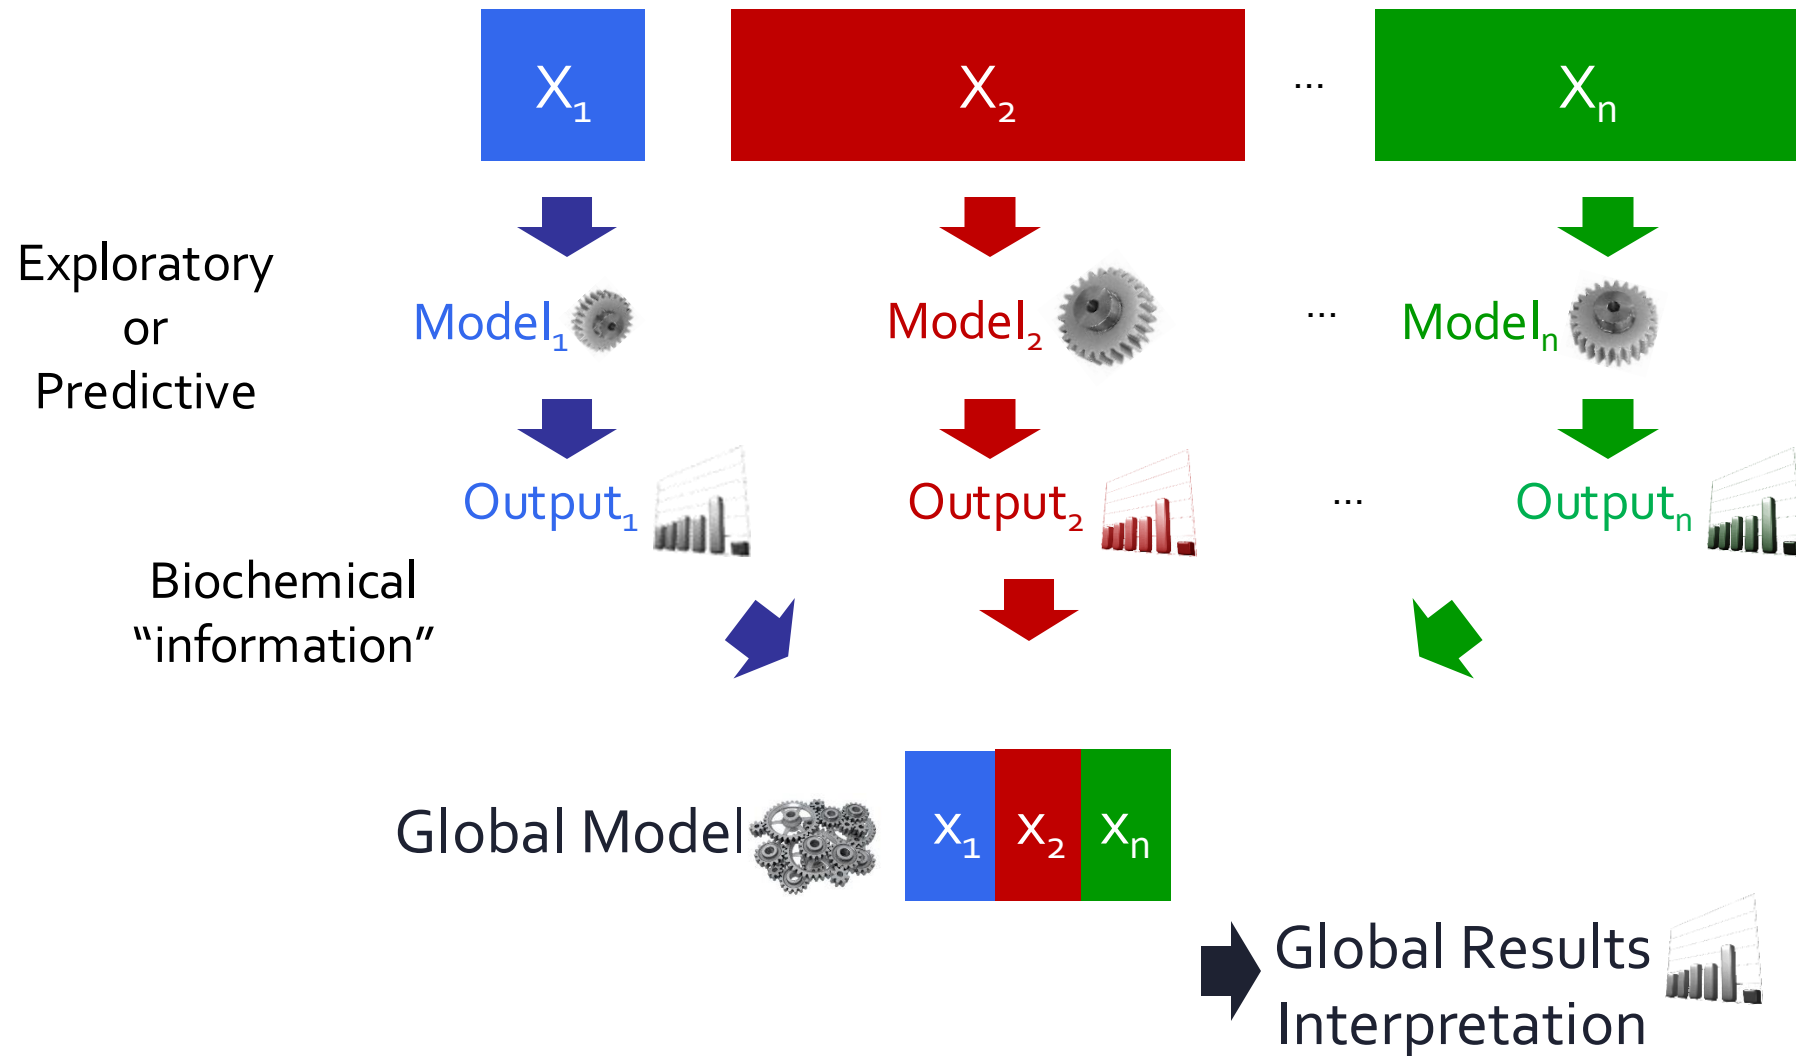 X₁ X₂ ... Xₙ
Exploratory
or
Predictive
Model₁ Model₂ ... Modelₙ
Output₁ Output₂ ... Outputₙ
Biochemical
“information”
Global Model X₁ X₂ Xₙ
Global Results
Interpretation